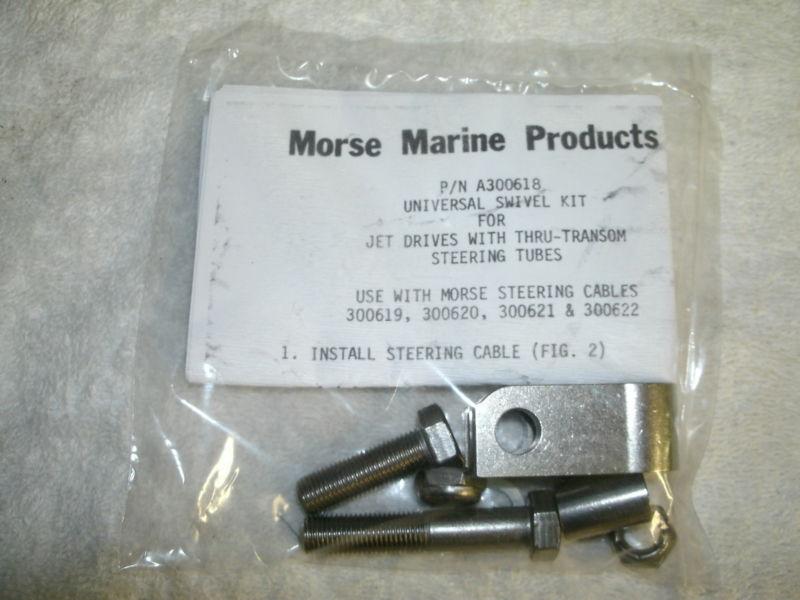 Morse Marine Products
P/N A300618
UNIVERSAL SWIVEL KIT
FOR
JET DRIVES WITH THRU-TRANSOM
STEERING TUBES
USE WITH MORSE STEERING CABLES
300619, 300620, 300621 & 300622
1. INSTALL STEERING CABLE (FIG. 2)